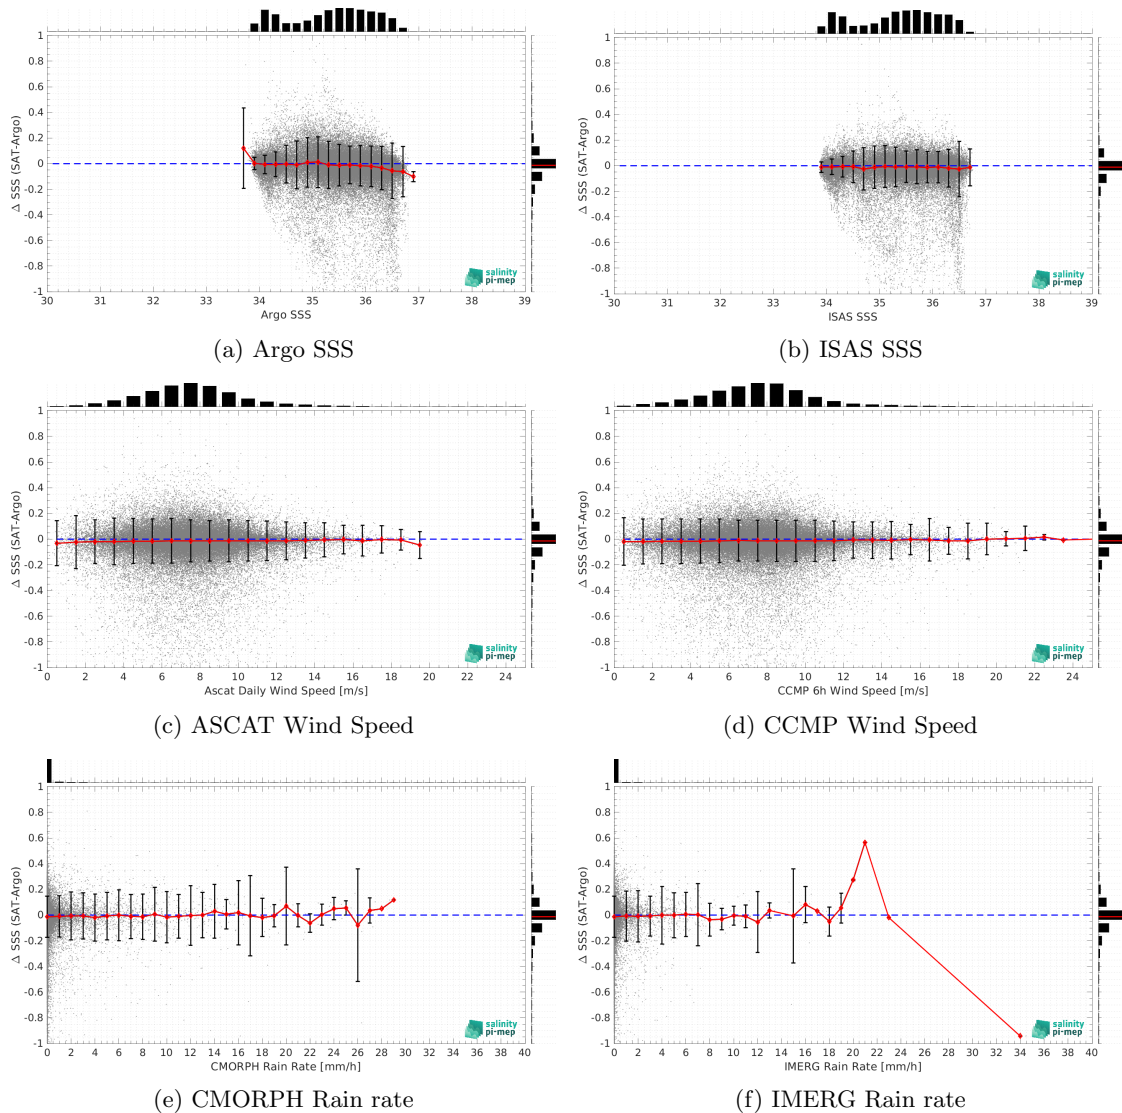 1
0.8
0.6
0.4
0.2
0
-0.2
-0.4
-0.6
-0.8
-1
Δ SSS (SAT-Argo)
30 31 32 33 34 35 36 37 38 39
Argo SSS
salinity
pi-mep
(a) Argo SSS
1
0.8
0.6
0.4
0.2
0
-0.2
-0.4
-0.6
-0.8
-1
Δ SSS (SAT-Argo)
30 31 32 33 34 35 36 37 38 39
ISAS SSS
salinity
pi-mep
(b) ISAS SSS
1
0.8
0.6
0.4
0.2
0
-0.2
-0.4
-0.6
-0.8
-1
Δ SSS (SAT-Argo)
0 2 4 6 8 10 12 14 16 18 20 22 24
Ascat Daily Wind Speed [m/s]
salinity
pi-mep
(c) ASCAT Wind Speed
1
0.8
0.6
0.4
0.2
0
-0.2
-0.4
-0.6
-0.8
-1
Δ SSS (SAT-Argo)
0 2 4 6 8 10 12 14 16 18 20 22 24
CCMP 6h Wind Speed [m/s]
salinity
pi-mep
(d) CCMP Wind Speed
1
0.8
0.6
0.4
0.2
0
-0.2
-0.4
-0.6
-0.8
-1
Δ SSS (SAT-Argo)
0 2 4 6 8 10 12 14 16 18 20 22 24 26 28 30 32 34 36 38 40
CMORPH Rain Rate [mm/h]
salinity
pi-mep
(e) CMORPH Rain rate
1
0.8
0.6
0.4
0.2
0
-0.2
-0.4
-0.6
-0.8
-1
Δ SSS (SAT-Argo)
0 2 4 6 8 10 12 14 16 18 20 22 24 26 28 30 32 34 36 38 40
IMERG Rain Rate [mm/h]
salinity
pi-mep
(f) IMERG Rain rate